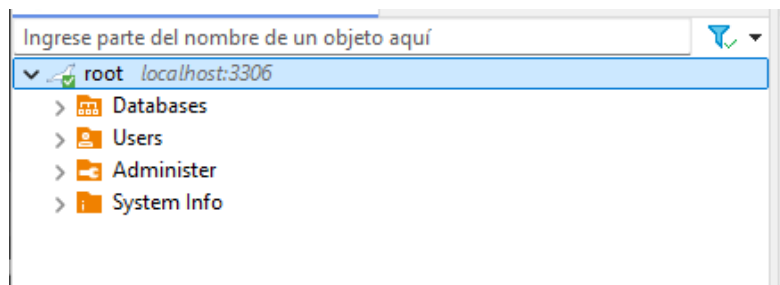 Ingrese parte del nombre de un objeto aquí
root localhost:3306
Databases
Users
Administer
System Info